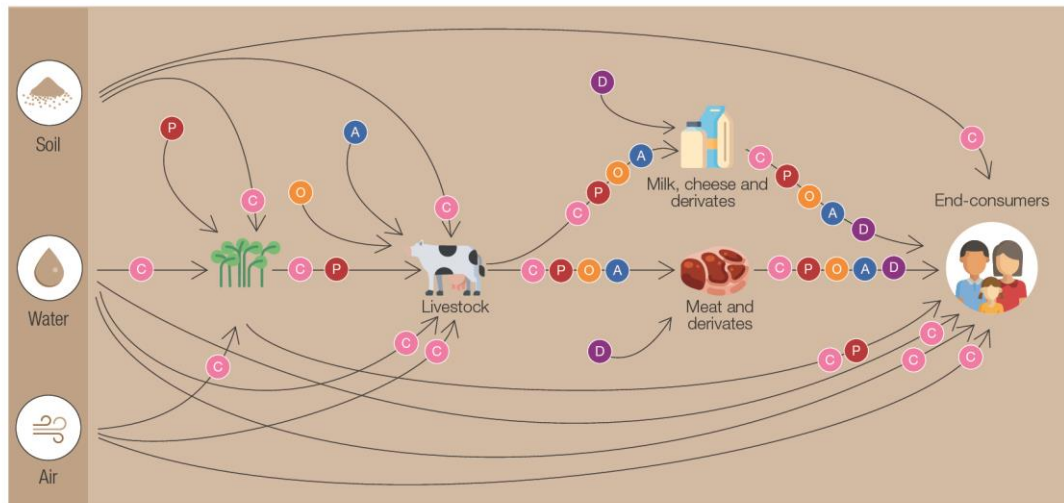 D
A
P
A
C
O
P
C
C
P
Soil
O
C
Milk, cheese and
derivates
O
A
D
C
C
End-consumers
C
C
P
C
P
O
A
C
P
O
A
D
Livestock
Meat and
derivates
Water
D
C
C
C
C
P
C
C
C
Air